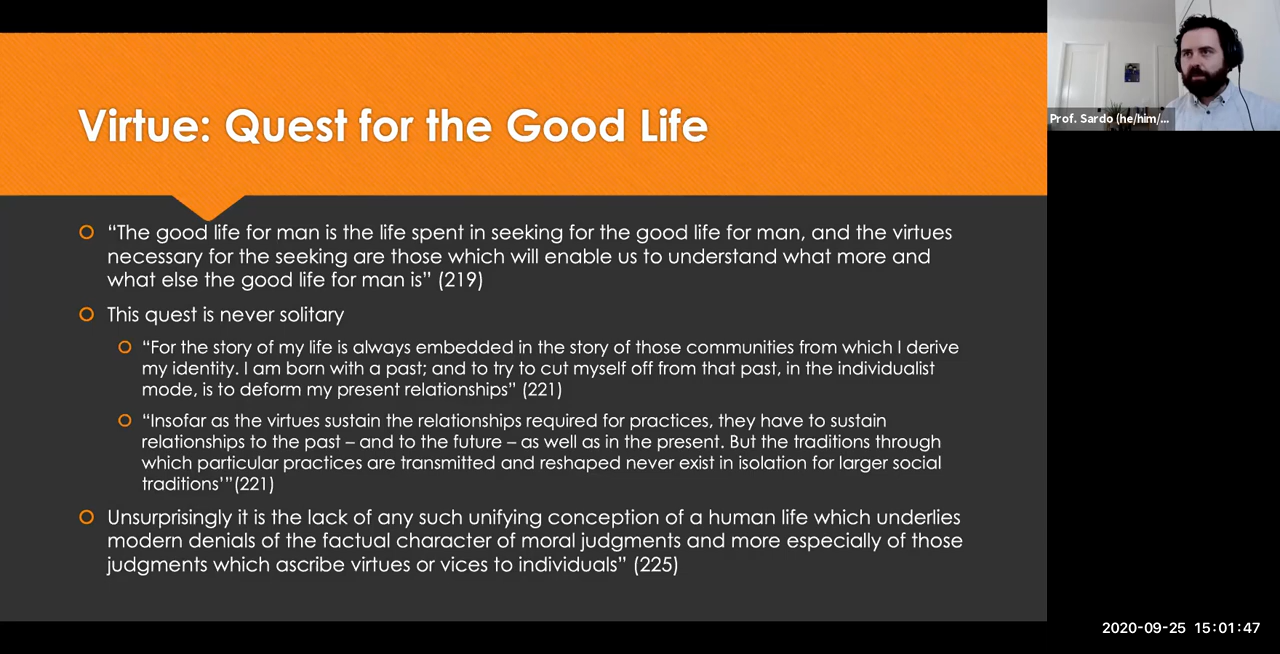 Virtue: Quest for the Good Life
Prof. Sardo (he/him/...
“The good life for man is the life spent in seeking for the good life for man, and the virtues
necessary for the seeking are those which will enable us to understand what more and
what else the good life for man is” (219)
This quest is never solitary
“For the story of my life is always embedded in the story of those communities from which I derive
my identity. I am born with a past; and to try to cut myself off from that past, in the individualist
mode, is to deform my present relationships” (221)
“Insofar as the virtues sustain the relationships required for practices, they have to sustain
relationships to the past – and to the future – as well as in the present. But the traditions through
which particular practices are transmitted and reshaped never exist in isolation for larger social
traditions’”(221)
Unsurprisingly it is the lack of any such unifying conception of a human life which underlies
modern denials of the factual character of moral judgments and more especially of those
judgments which ascribe virtues or vices to individuals” (225)
2020-09-25 15:01:47